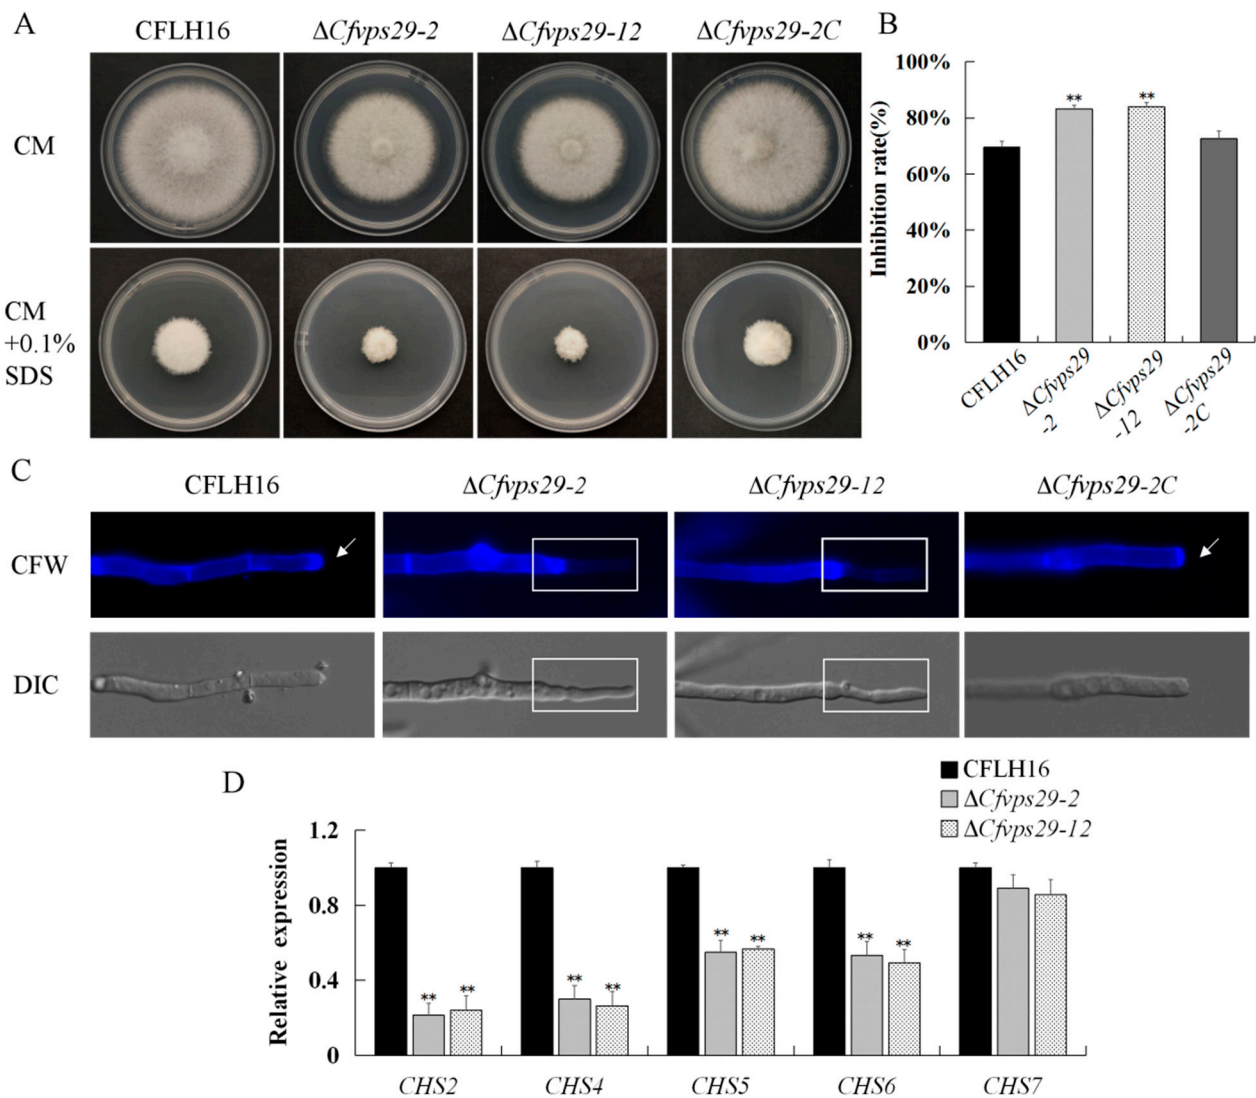 A
CFLH16
ΔCfvps29-2
ΔCfvps29-12
ΔCfvps29-2C
CM
CM
+0.1%
SDS
B
Inhibition rate(%)
100%
80%
60%
40%
20%
0%
**
**
CFLH16
ΔCfvps29
-2
ΔCfvps29
-12
ΔCfvps29
-2C
C
CFLH16
ΔCfvps29-2
ΔCfvps29-12
ΔCfvps29-2C
CFW
DIC
D
CFLH16
ΔCfvps29-2
ΔCfvps29-12
Relative expression
1.2
0.8
0.4
0
**
**
**
**
**
**
**
**
CHS2
CHS4
CHS5
CHS6
CHS7